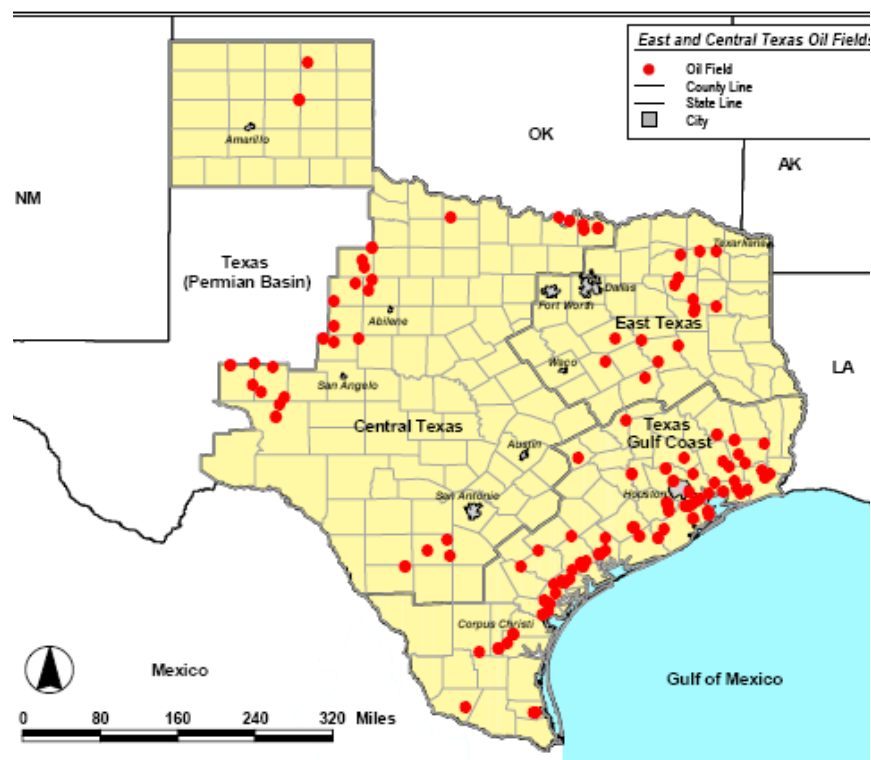 East and Central Texas Oil Fields
Oil Field
County Line
State Line
City
OK
AK
NM
Amarillo
Texas
(Permian Basin)
Texarkana
Dallas
Fort Worth
Abilene
East Texas
Waco
LA
San Angelo
Central Texas
Texas
Gulf Coast
Austin
San Antonio
Houston
Corpus Christi
Mexico
Gulf of Mexico
0 80 160 240 320 Miles